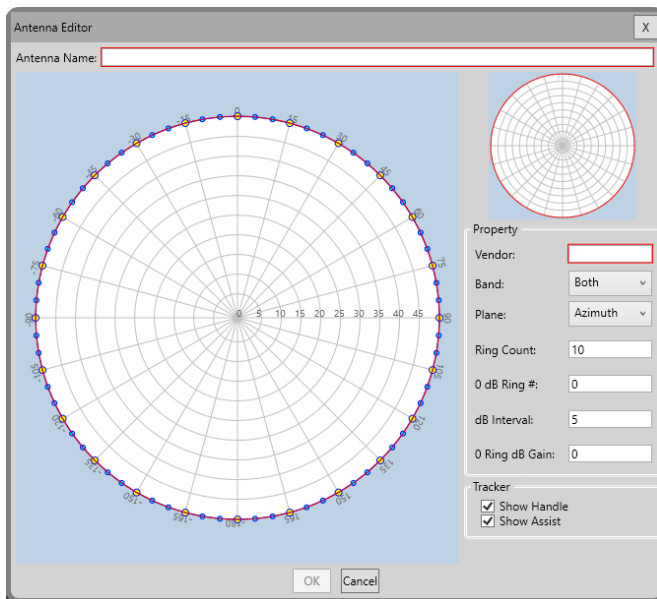 Antenna Editor
X
Antenna Name:
0
-15
15
-30
30
-45
45
-60
60
-75
75
-90
0 5 10 15 20 25 30 35 40 45
90
-105
105
-120
120
-135
135
-150
150
-165
165
-180
Property
Vendor:
Band: Both
Plane: Azimuth
Ring Count: 10
0 dB Ring #: 0
dB Interval: 5
0 Ring dB Gain: 0
Tracker
Show Handle
Show Assist
OK Cancel